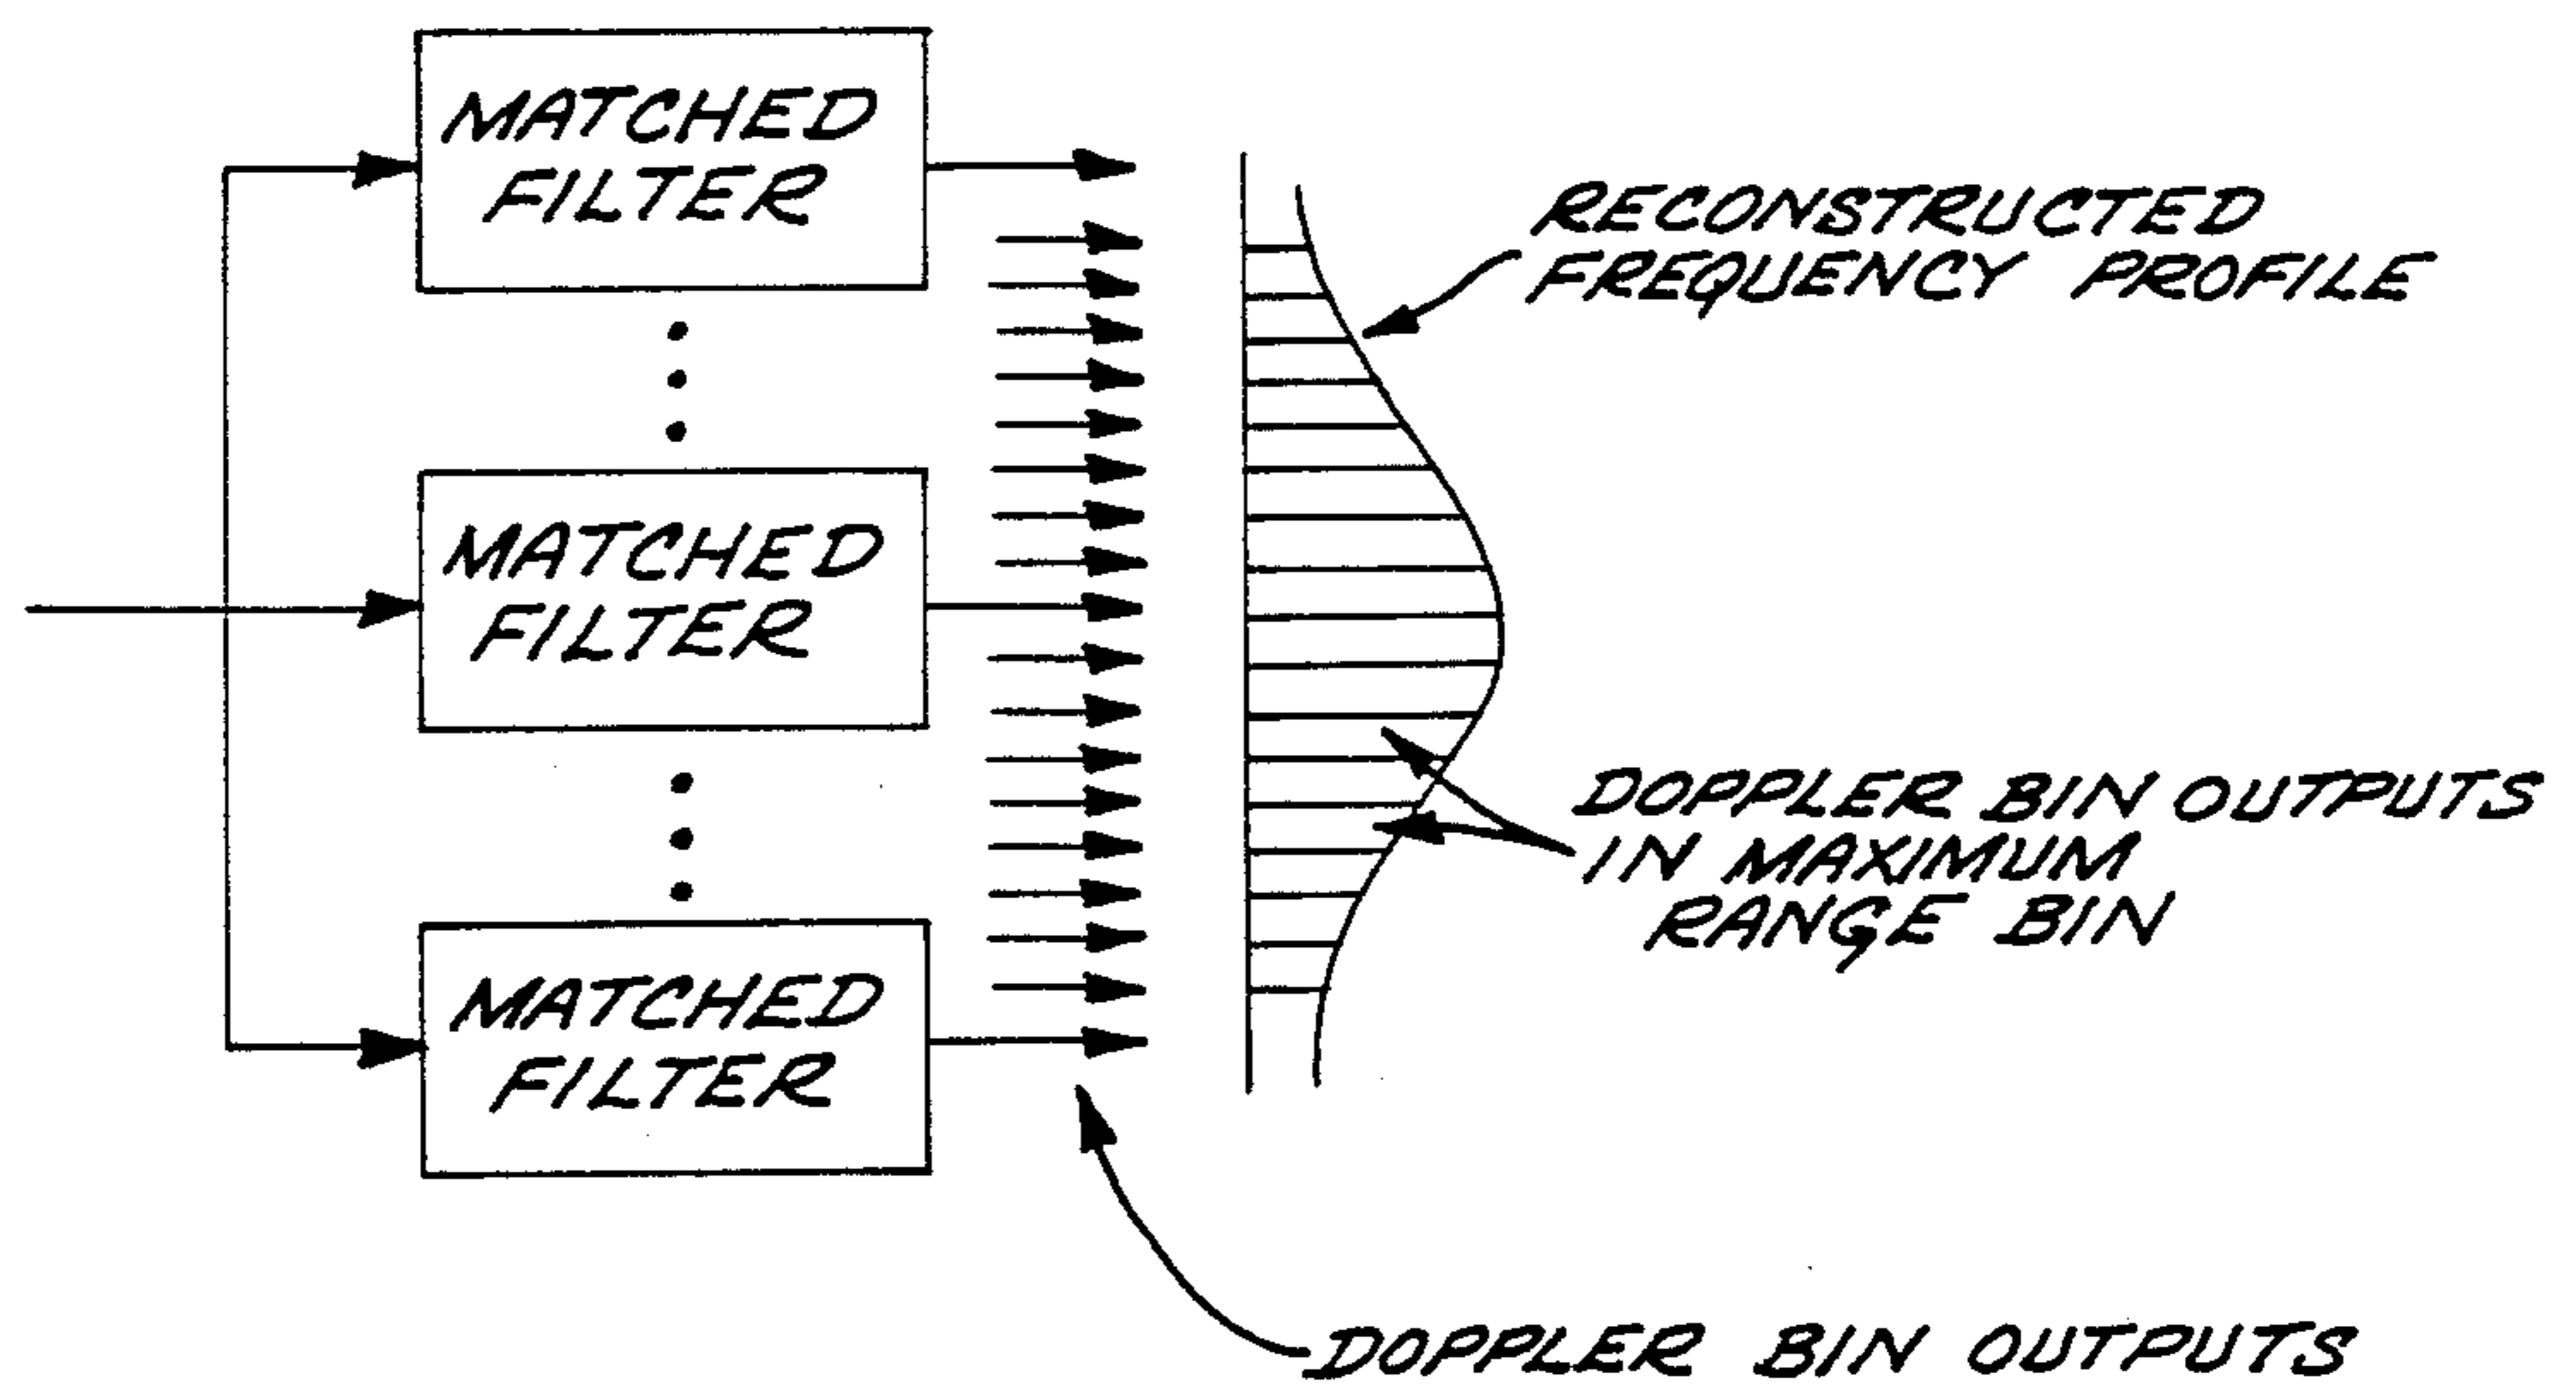 MATCHED
FILTER
RECONSTRUCTED
FREQUENCY PROFILE
MATCHED
FILTER
DOPPLER BIN OUTPUTS
IN MAXIMUM
RANGE BIN
MATCHED
FILTER
DOPPLER BIN OUTPUTS